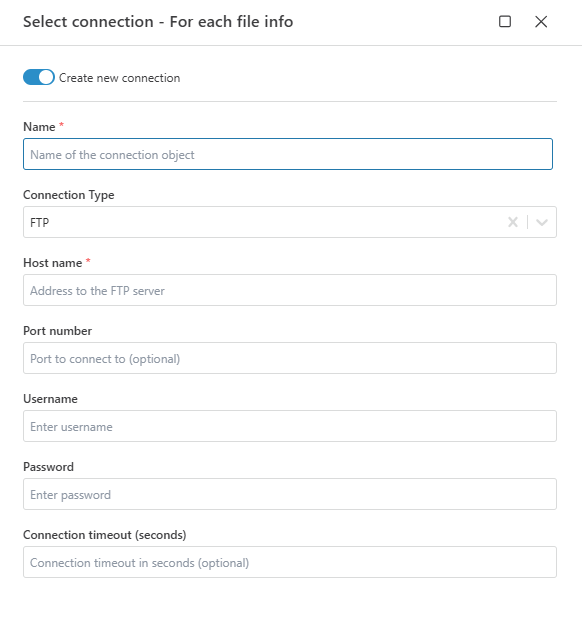 Select connection - For each file info
Create new connection
Name *
Name of the connection object
Connection Type
FTP
Host name *
Address to the FTP server
Port number
Port to connect to (optional)
Username
Enter username
Password
Enter password
Connection timeout (seconds)
Connection timeout in seconds (optional)